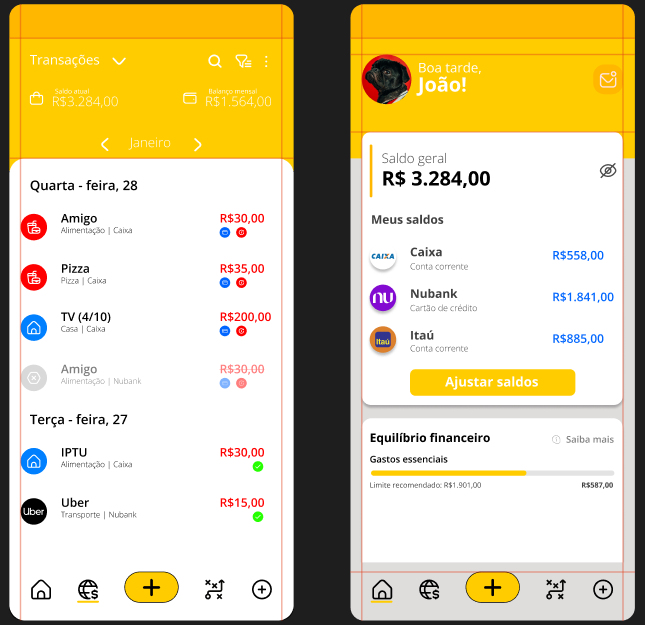 Transações
Saldo atual
R$3.284,00
Balanço mensal
R$1.564,00
Janeiro
Quarta - feira, 28
Amigo
R$30,00
Alimentação | Caixa
Pizza
R$35,00
Pizza | Caixa
TV (4/10)
R$200,00
Casa | Caixa
Amigo
R$30,00
Alimentação | Nubank
Terça - feira, 27
IPTU
R$30,00
Alimentação | Caixa
Uber
Uber
R$15,00
Transporte | Nubank
Boa tarde,
João!
Saldo geral
R$ 3.284,00
Meus saldos
CAIXA
Caixa
R$558,00
Conta corrente
nu
Nubank
R$1.841,00
Cartão de crédito
Itaú
Itaú
R$885,00
Conta corrente
Ajustar saldos
Equilíbrio financeiro
Saiba mais
Gastos essenciais
Limite recomendado: R$1.901,00
R$587,00